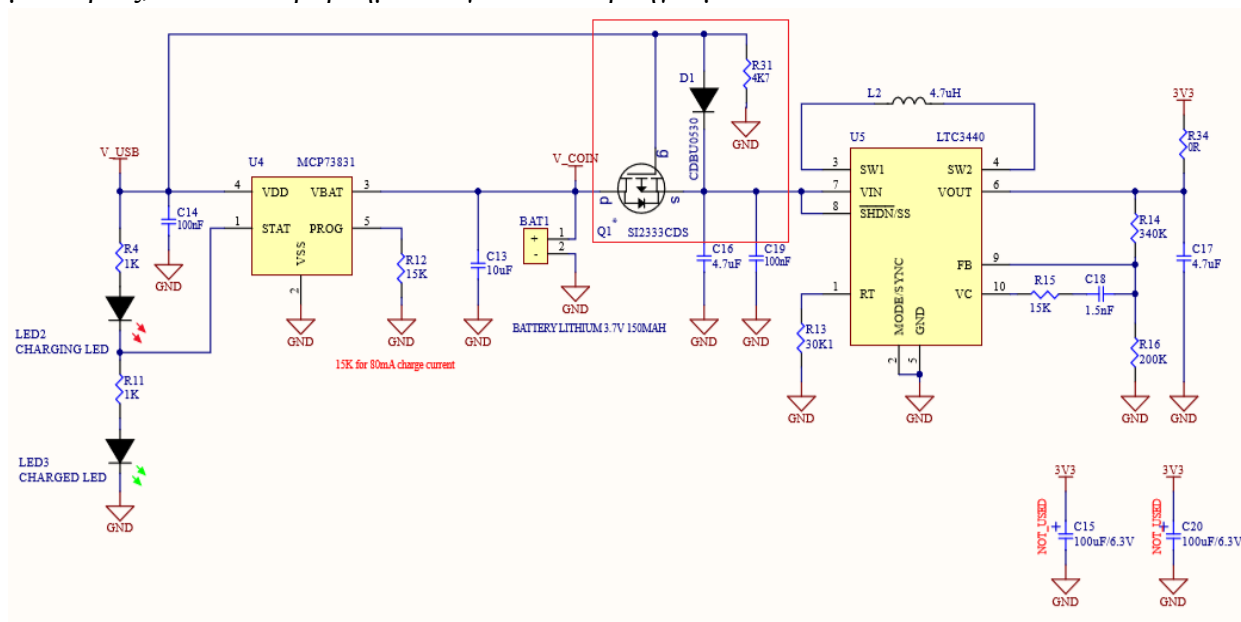 R31
4K7
D1
CDBU0530
GND
L2
4.7uH
3V3
R34
0R
V_USB
U4
MCP73831
V_COIN
g
U5
LTC3440
4
VDD
VBAT
3
d
s
3
SW1
SW2
4
7
VIN
VOUT
6
C14
100nF
1
STAT
PROG
5
BAT1
+
1
-
2
Q1
*
SI2333CDS
8
SHDN/SS
R14
340K
R4
1K
VSS
2
R12
15K
C13
10uF
C16
4.7uF
C19
100nF
FB
9
C17
4.7uF
GND
1
RT
VC
10
R15
15K
C18
1.5nF
MODE/SYNC
GND
2
5
R13
30K1
R16
200K
GND
GND
GND
GND
GND
GND
BATTERY LITHIUM 3.7V 150MAH
LED2
CHARGING LED
15K for 80mA charge current
R11
1K
GND
GND
GND
GND
LED3
CHARGED LED
GND
3V3
NOT_USED
+
C15
100uF/6.3V
GND
3V3
NOT_USED
+
C20
100uF/6.3V
GND